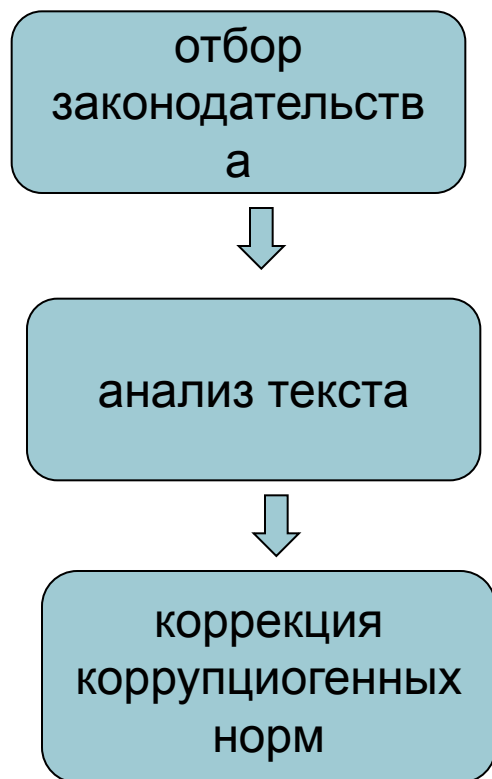 отбор
законодательств
а
анализ текста
коррекция
коррупциогенных
норм